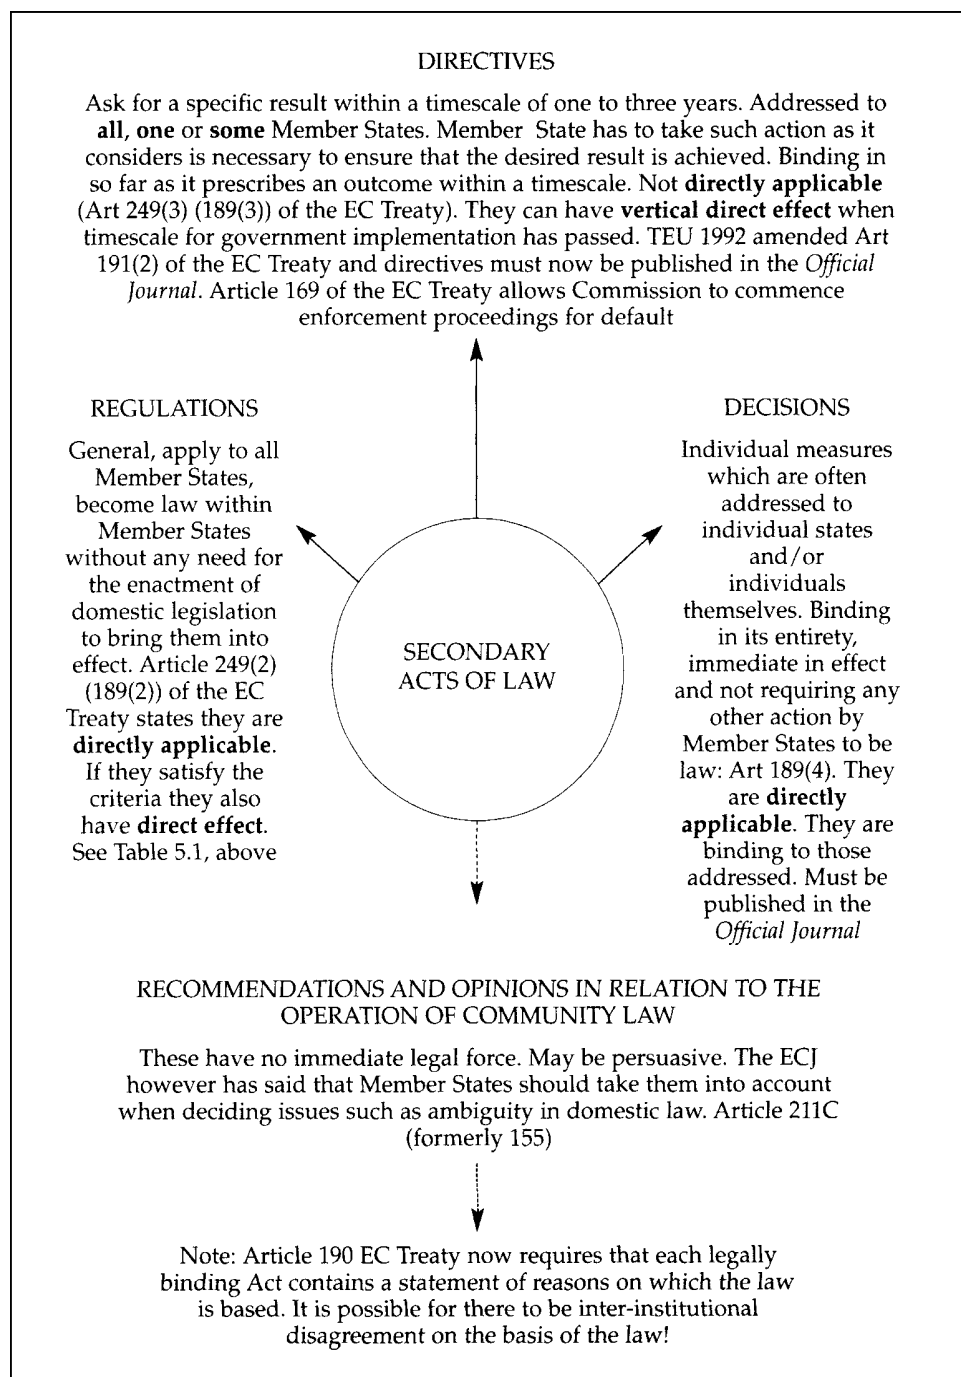 DIRECTIVES
Ask for a specific result within a timescale of one to three years. Addressed to
all, one or some Member State. Member State has to take such action as it
considers is necessary to ensure that the desired result is achieved. Binding in
so far as it prescribes an outcome within a timescale. Not directly applicable
(Art 249(3) (189(3)) of the EC Treaty). They can have vertical direct effect when
timescale for government implementation has passed. TEU 1992 amended Art
191(2) of the EC Treaty and directives must now be published in the Official
Journal. Article 169 of the EC Treaty allows Commission to commence
enforcement proceedings for default
REGULATIONS
General, apply to all
Member States,
become law within
Member States
without any need for
the enactment of
domestic legislation
to bring them into
effect. Article 249(2)
(189(2)) of the EC
Treaty states they are
directly applicable.
If they satisfy the
criteria they also
have direct effect.
See Table 5.1, above
SECONDARY
ACTS OF LAW
DECISIONS
Individual measures
which are often
addressed to
individual states
and/or
individuals
themselves. Binding
in its entirety,
immediate in effect
and not requiring any
other action by
Member States to be
law: Art 189(4). They
are directly
applicable. They are
binding to those
addressed. Must be
published in the
Official Journal
RECOMMENDATIONS AND OPINIONS IN RELATION TO THE
OPERATION OF COMMUNITY LAW
These have no immediate legal force. May be persuasive. The ECJ
however has said that Member States should take them into account
when deciding issues such as ambiguity in domestic law. Article 211C
(formerly 155)
Note: Article 190 EC Treaty now requires that each legally
binding Act contains a statement of reasons on which the law
is based. It is possible for there to be inter-institutional
disagreement on the basis of the law!